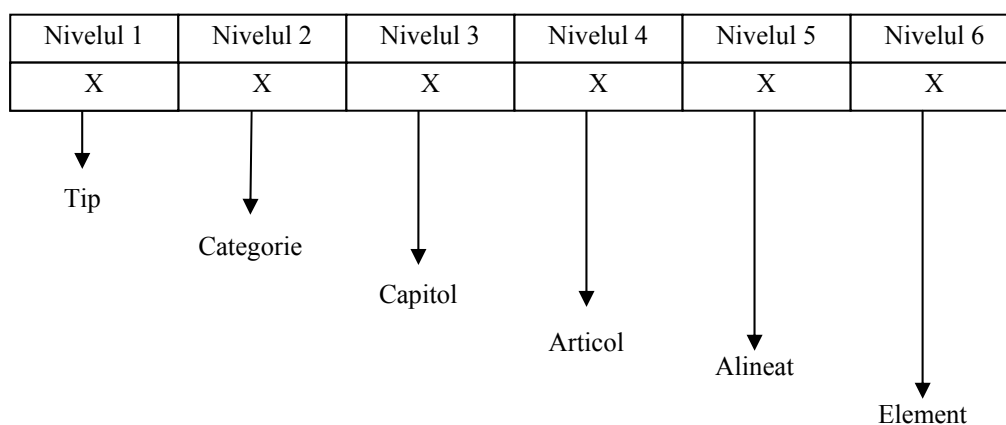 Nivelul 1 Nivelul 2 Nivelul 3 Nivelul 4 Nivelul 5 Nivelul 6
X X X X X X
Tip
Categorie
Capitol
Articol
Alineat
Element